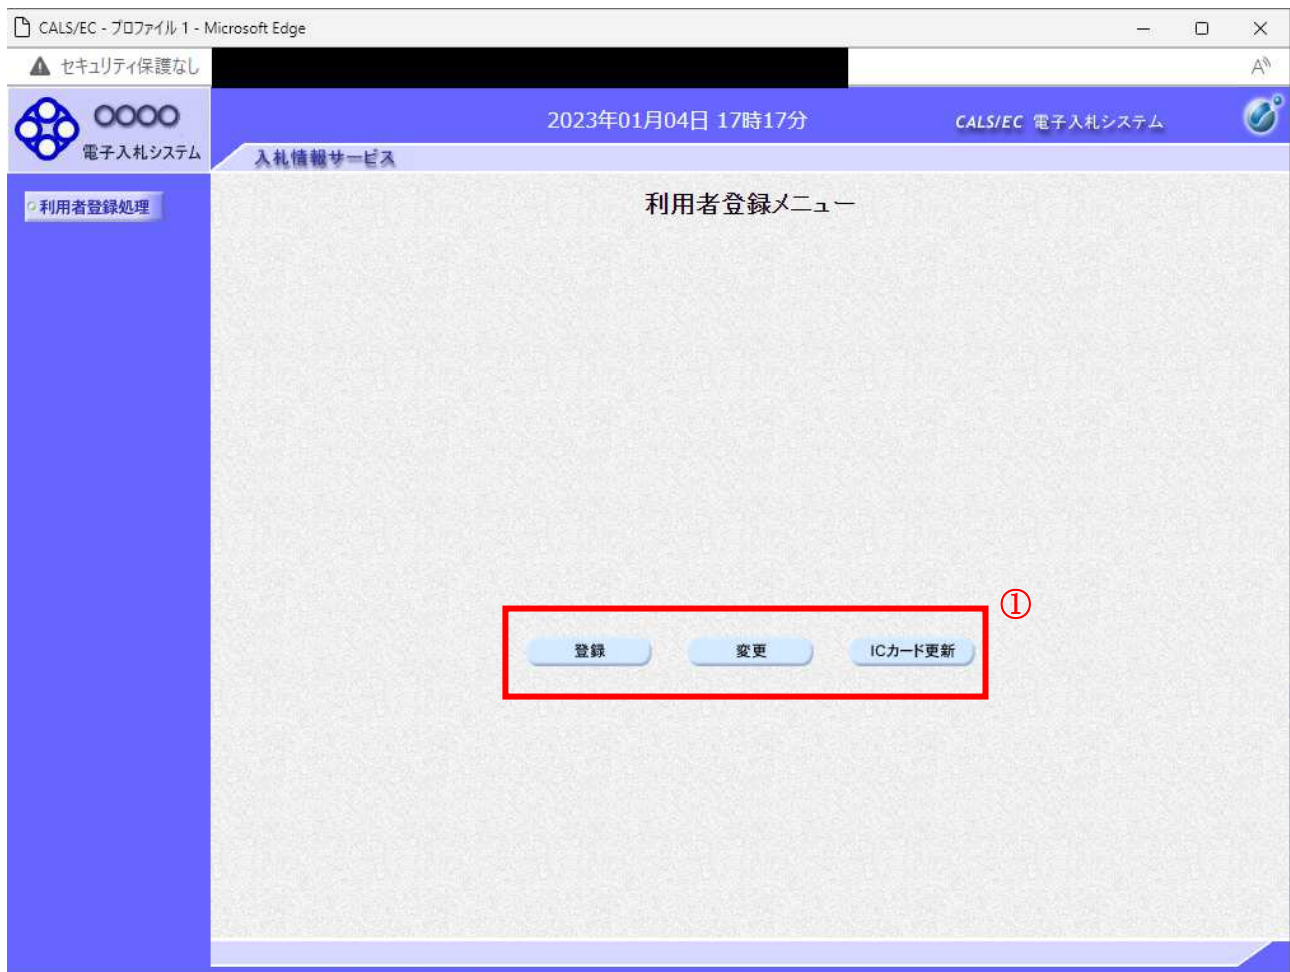 CALS/EC - プロファイル 1 - Microsoft Edge
セキュリティ保護なし
A
○○○○
電子入札システム
2023年01月04日 17時17分
CALS/EC 電子入札システム
入札情報サービス
利用者登録処理
利用者登録メニュー
①
登録
変更
ICカード更新